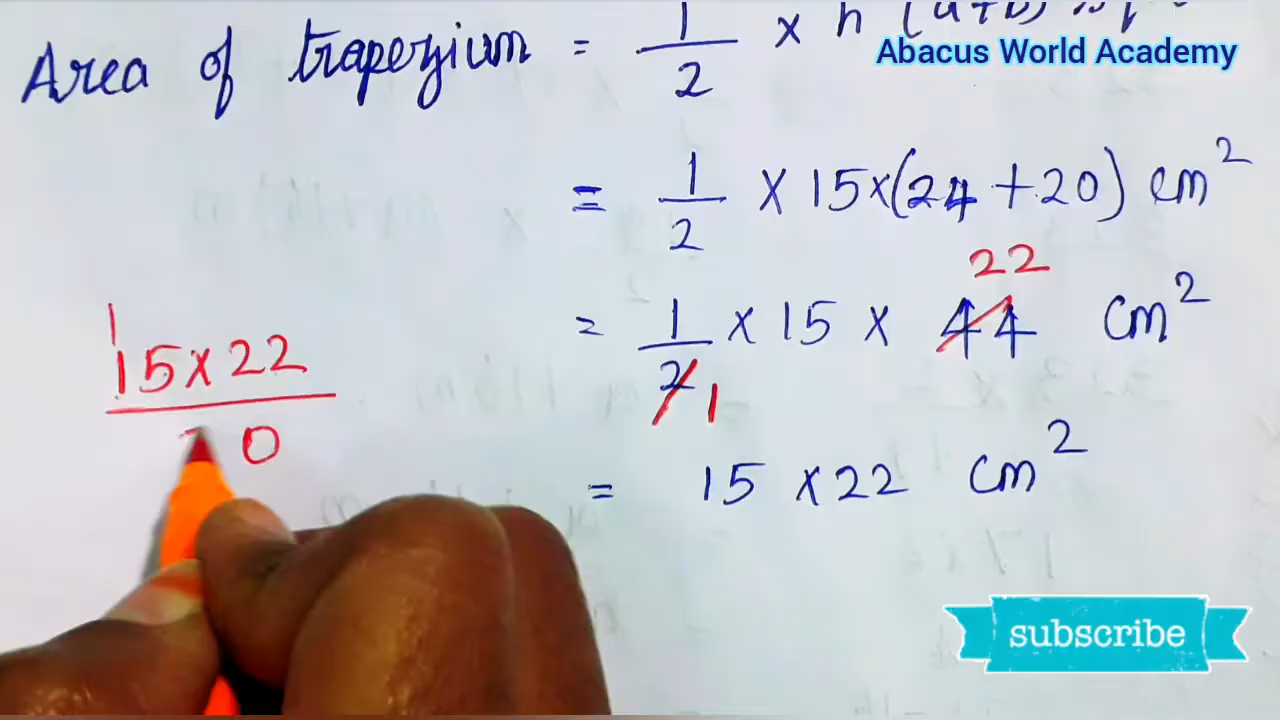 Area of trapezium = 1/2 × h (a+b)
Abacus World Academy
= 1/2 × 15×(24+20) cm²
22
= 1/2 × 15 × 44 cm²
1
= 15 × 22 cm²
1
15×22
0
subscribe